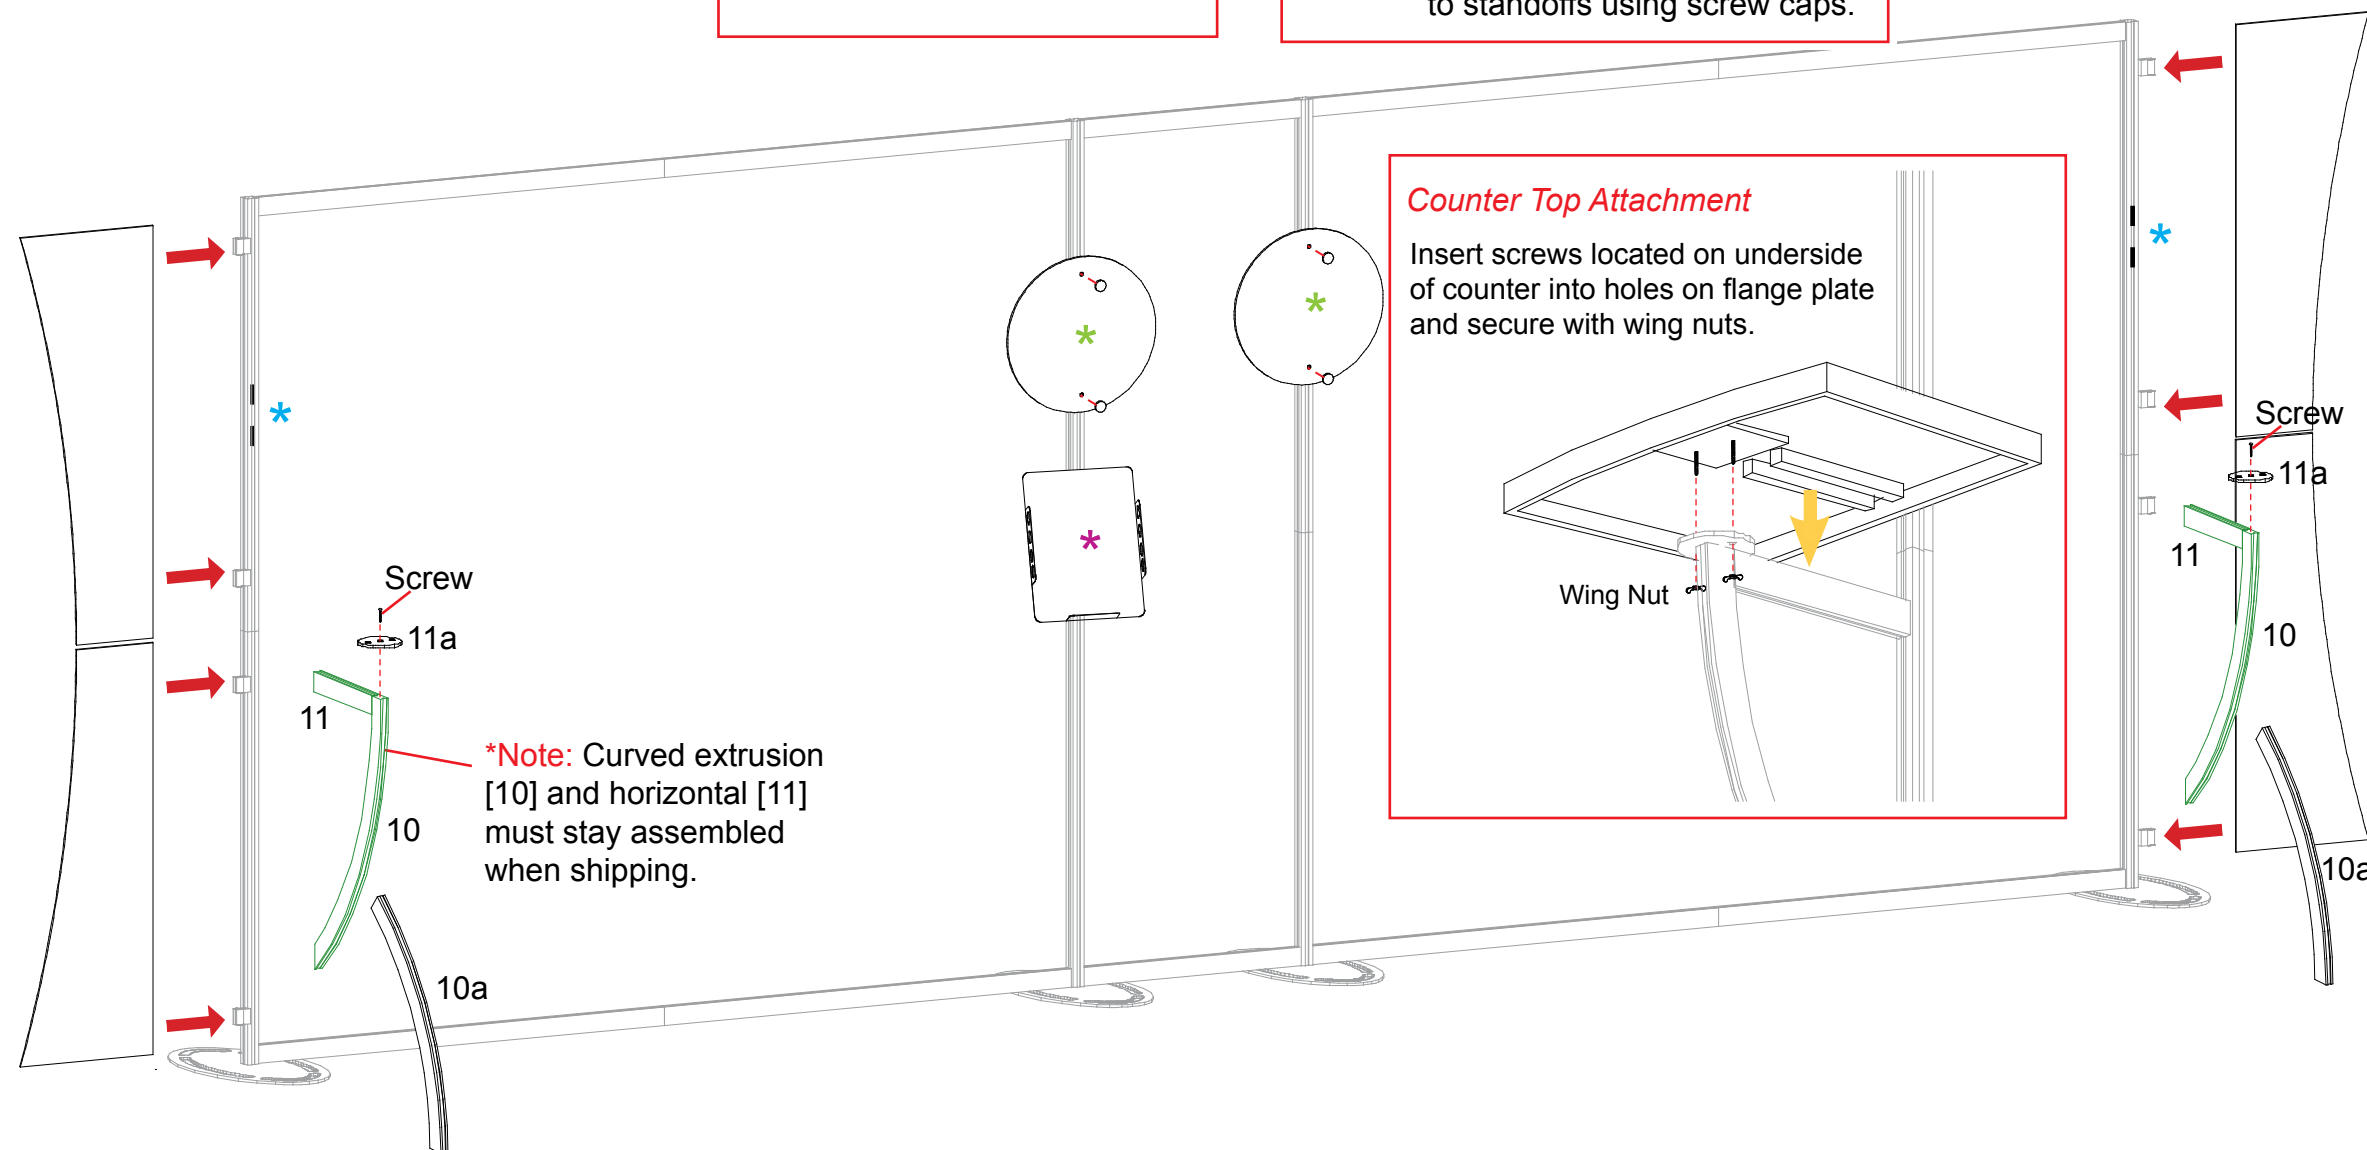 to standoffs using screw caps.
Counter Top Attachment
Insert screws located on underside
of counter into holes on flange plate
and secure with wing nuts.
Wing Nut
*
*
*
*
*
Screw
11a
11
10
10a
*Note: Curved extrusion
[10] and horizontal [11]
must stay assembled
when shipping.
Screw
11a
11
10
10a